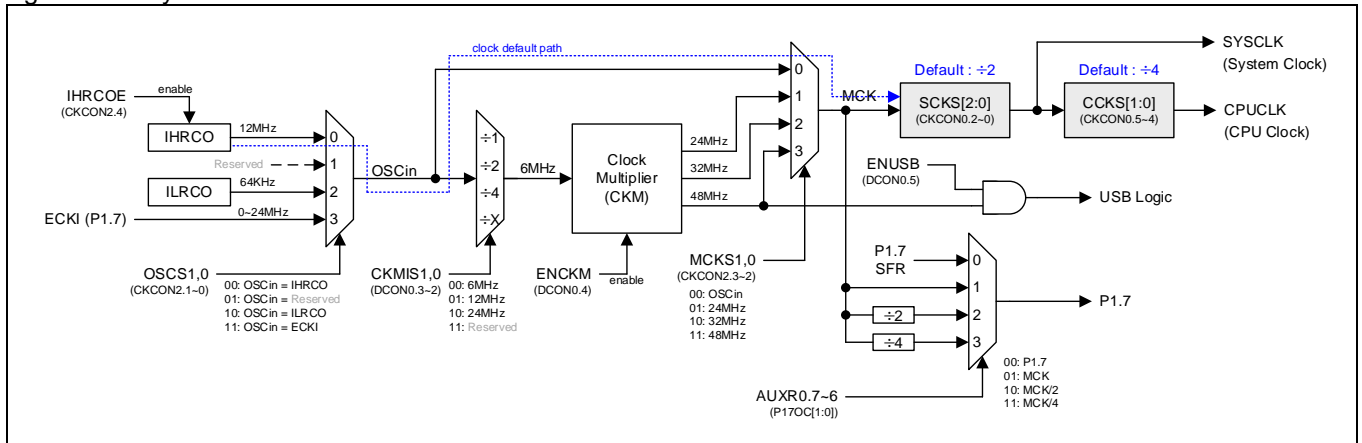 clock default path
SYSCLK
(System Clock)
Default : ÷2
Default : ÷4
IHRCOE
enable
(CKCON2.4)
0
MCK
SCKS[2:0]
(CKCON0.2~0)
CCKS[1:0]
(CKCON0.5~4)
CPUCLK
(CPU Clock)
IHRCO
12MHz
0
Reserved
1
OSCin
ILRCO
64KHz
2
ECKI (P1.7)
0~24MHz
3
÷1
÷2
÷4
÷X
6MHz
Clock
Multiplier
(CKM)
24MHz
32MHz
48MHz
1
2
3
ENUSB
(DCON0.5)
USB Logic
OSCS1,0
(CKCON2.1~0)
00: OSCin = IHRCO
01: OSCin = Reserved
10: OSCin = ILRCO
11: OSCin = ECKI
CKMIS1,0
(DCON0.3~2)
00: 6MHz
01: 12MHz
10: 24MHz
11: Reserved
ENCKM
(DCON0.4)
enable
MCKS1,0
(CKCON2.3~2)
00: OSCin
01: 24MHz
10: 32MHz
11: 48MHz
P1.7
SFR
0
1
÷2
2
÷4
3
P1.7
00: P1.7
01: MCK
10: MCK/2
11: MCK/4
AUXR0.7~6
(P17OC[1:0])